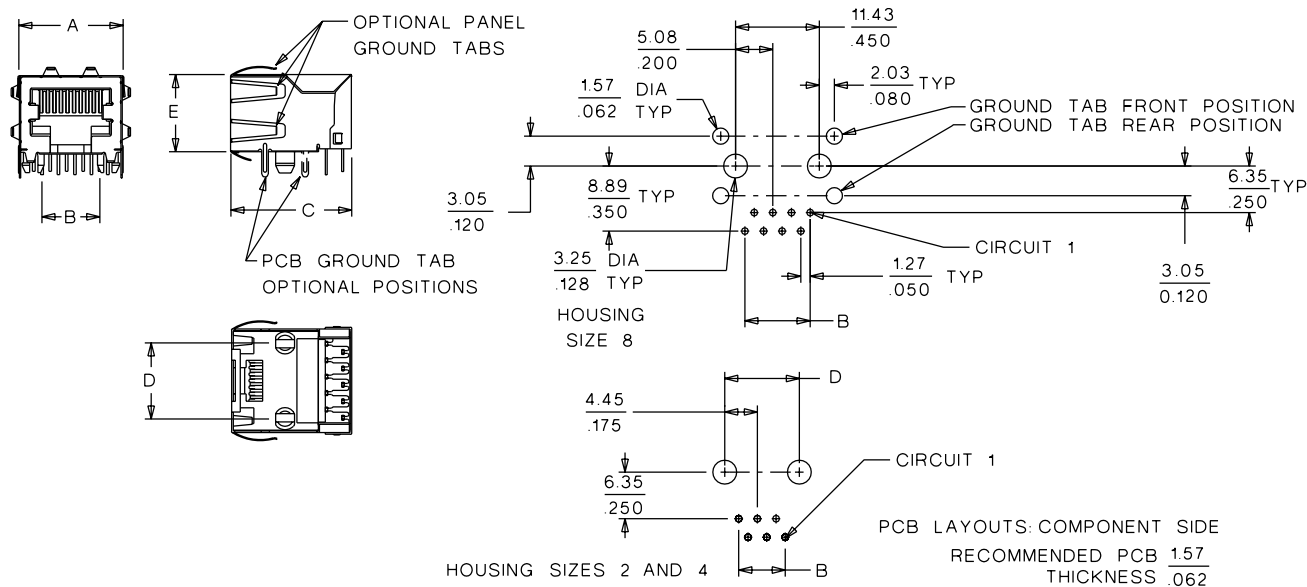 A
OPTIONAL PANEL
GROUND TABS
E
B
C
PCB GROUND TAB
OPTIONAL POSITIONS
D
11.43
.450
5.08
.200
2.03 TYP
.080
1.57 DIA
.062 TYP
GROUND TAB FRONT POSITION
GROUND TAB REAR POSITION
3.05
.120
8.89 TYP
.350
6.35 TYP
.250
CIRCUIT 1
3.25 DIA
.128 TYP
1.27 TYP
.050
3.05
0.120
HOUSING
SIZE 8
B
D
4.45
.175
CIRCUIT 1
6.35
.250
PCB LAYOUTS: COMPONENT SIDE
RECOMMENDED PCB 1.57
THICKNESS .062
HOUSING SIZES 2 AND 4
B